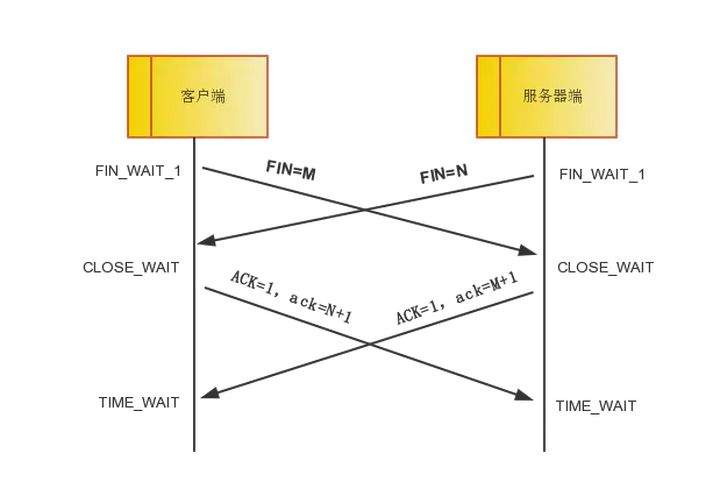 客户端
服务器端
FIN_WAIT_1
FIN=M
FIN=N
FIN_WAIT_1
CLOSE_WAIT
CLOSE_WAIT
ACK=1, ack=N+1
ACK=1, ack=M+1
TIME_WAIT
TIME_WAIT